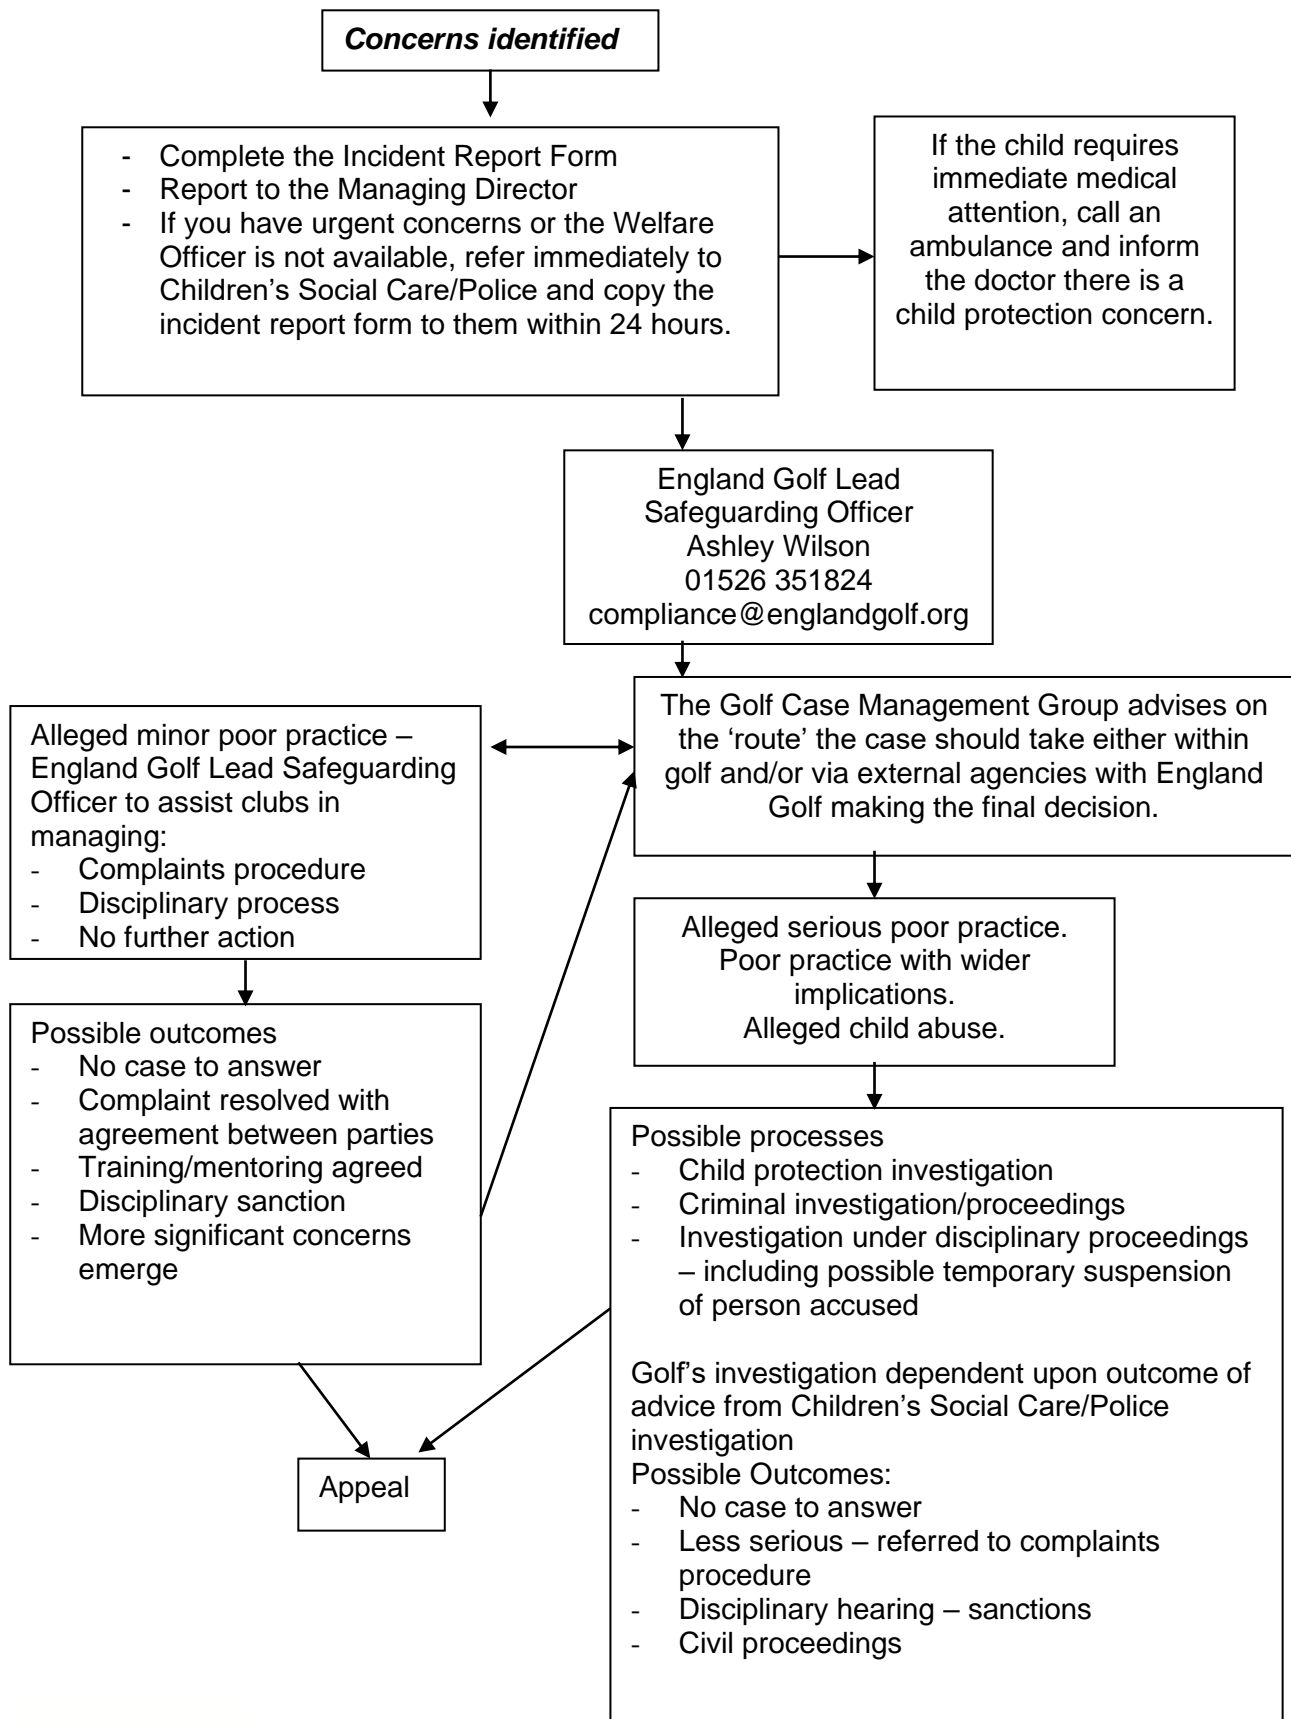 Concerns identified
- Complete the Incident Report Form
- Report to the Managing Director
- If you have urgent concerns or the Welfare
Officer is not available, refer immediately to
Children’s Social Care/Police and copy the
incident report form to them within 24 hours.
If the child requires
immediate medical
attention, call an
ambulance and inform
the doctor there is a
child protection concern.
England Golf Lead
Safeguarding Officer
Ashley Wilson
01526 351824
compliance@englandgolf.org
The Golf Case Management Group advises on
the ‘route’ the case should take either within
golf and/or via external agencies with England
Golf making the final decision.
Alleged minor poor practice –
England Golf Lead Safeguarding
Officer to assist clubs in
managing:
- Complaints procedure
- Disciplinary process
- No further action
Alleged serious poor practice.
Poor practice with wider
implications.
Alleged child abuse.
Possible outcomes
- No case to answer
- Complaint resolved with
agreement between parties
- Training/mentoring agreed
- Disciplinary sanction
- More significant concerns
emerge
Possible processes
- Child protection investigation
- Criminal investigation/proceedings
- Investigation under disciplinary proceedings
– including possible temporary suspension
of person accused
Golf’s investigation dependent upon outcome of
advice from Children’s Social Care/Police
investigation
Possible Outcomes:
- No case to answer
- Less serious – referred to complaints
procedure
- Disciplinary hearing – sanctions
- Civil proceedings
Appeal